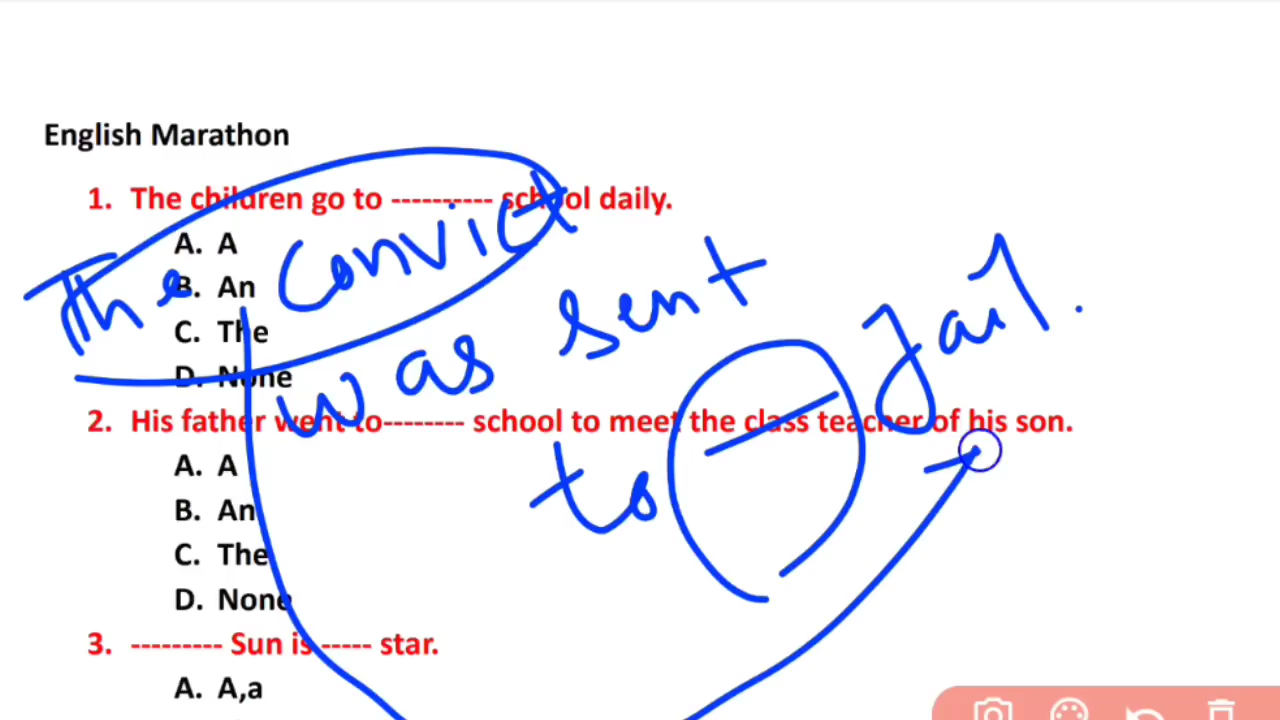 English Marathon
1. The children go to ---------- school daily.
A. A
B. An
C. The
D. None
The Convict
was sent
to — Jail.
2. His father went to-------- school to meet the class teacher of his son.
A. A
B. An
C. The
D. None
3. --------- Sun is ----- star.
A. A,a